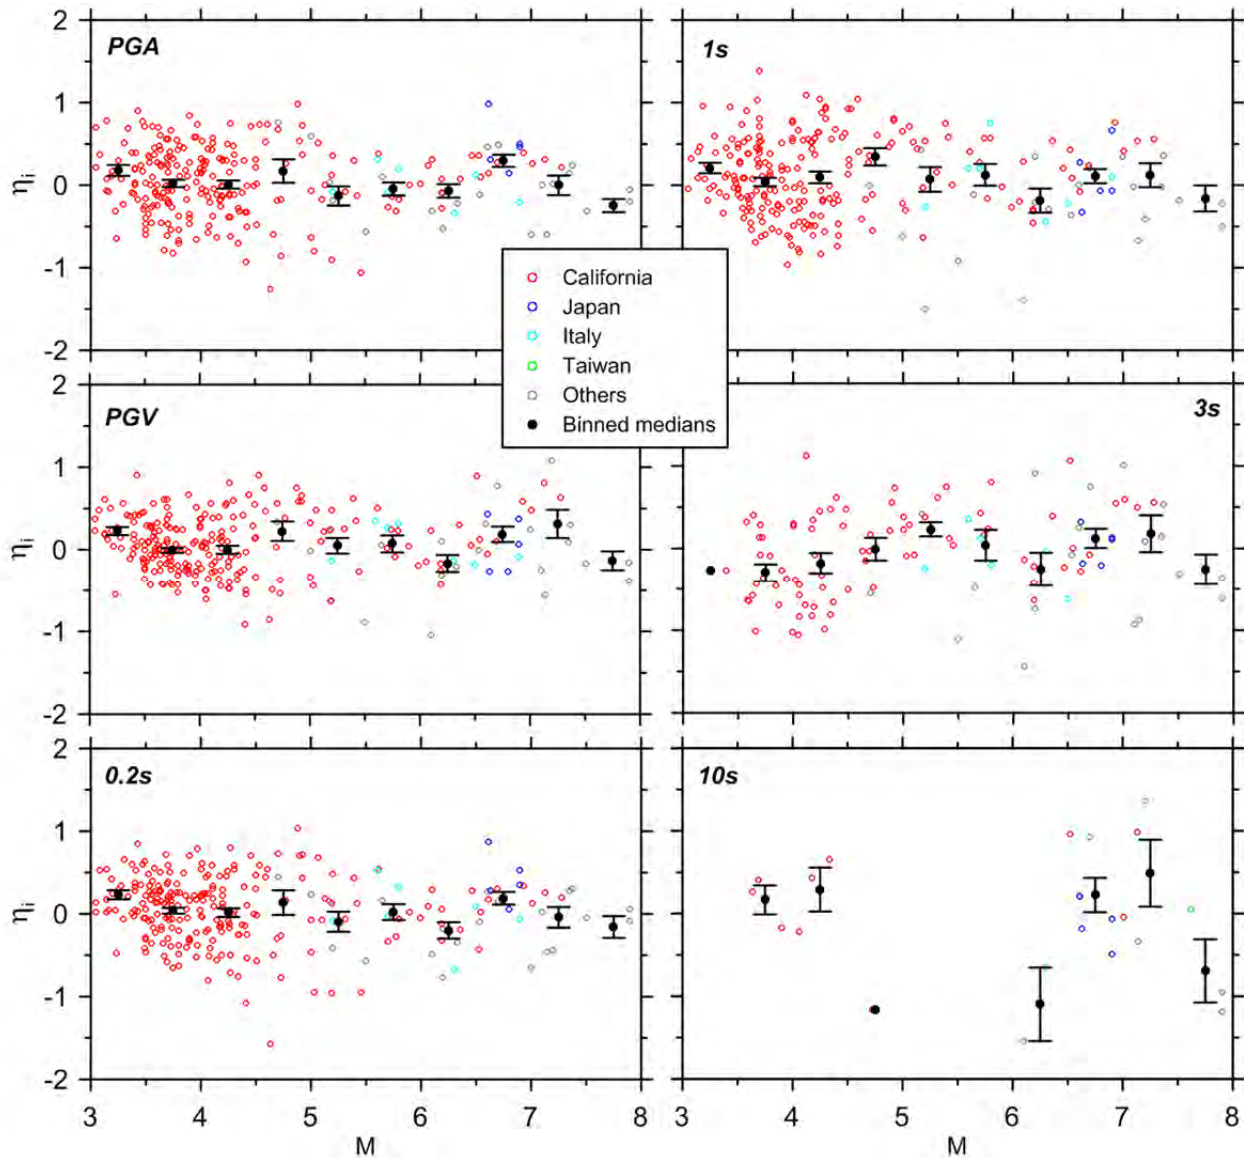 2
1
0
-1
-2
ηi
PGA
1s
California
Japan
Italy
Taiwan
Others
Binned medians
2
1
0
-1
-2
ηi
PGV
3s
2
1
0
-1
-2
ηi
0.2s
10s
3 4 5 6 7 8
M
3 4 5 6 7 8
M